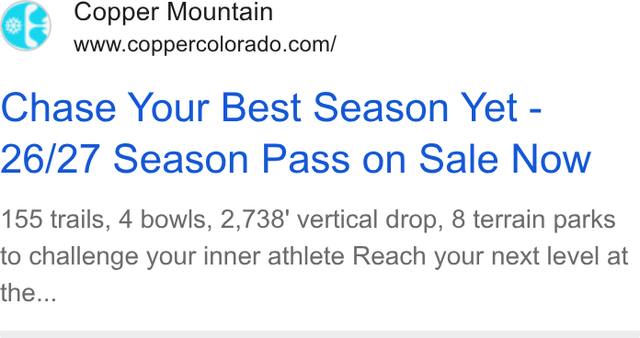 Copper Mountain
www.coppercolorado.com/
Chase Your Best Season Yet -
26/27 Season Pass on Sale Now
155 trails, 4 bowls, 2,738' vertical drop, 8 terrain parks
to challenge your inner athlete Reach your next level at
the...